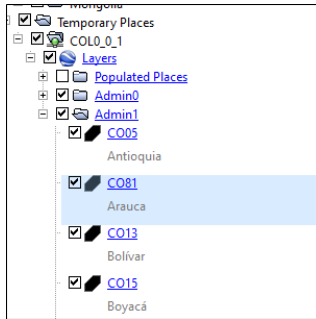 Mongolia
Temporary Places
COL0_0_1
Layers
Populated Places
Admin0
Admin1
CO05
Antioquia
CO81
Arauca
CO13
Bolívar
CO15
Boyacá